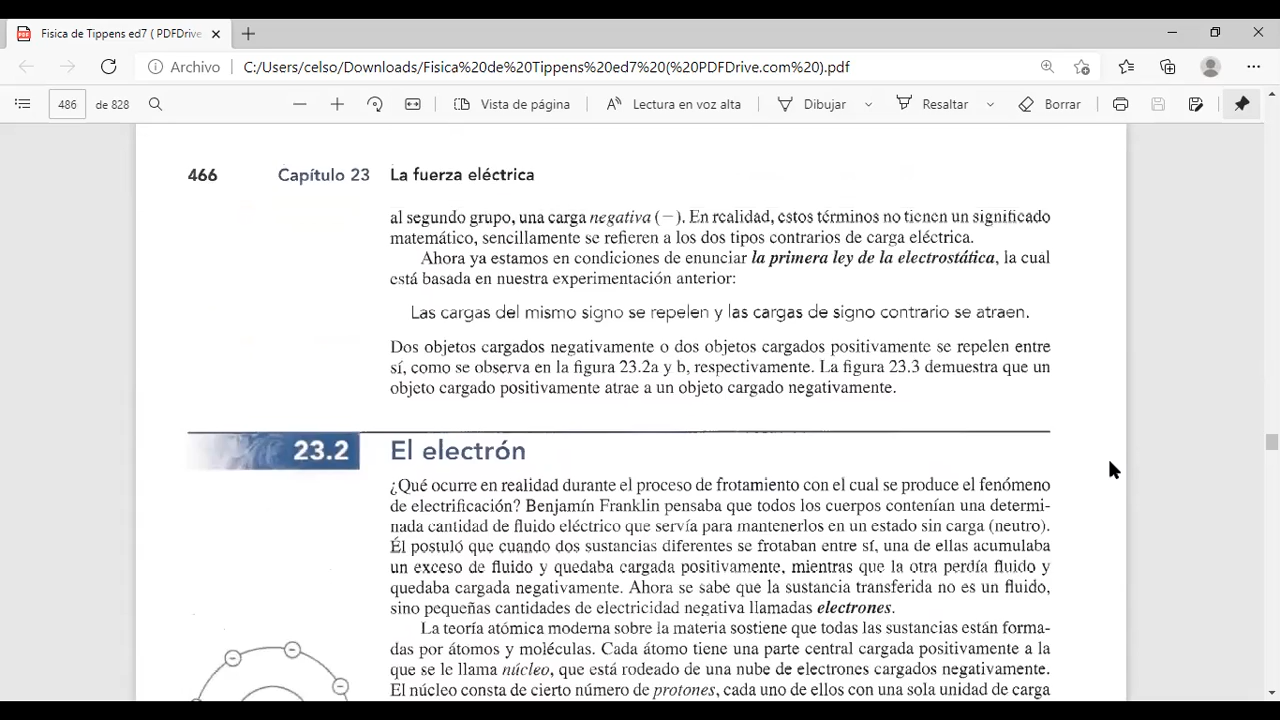 Fisica de Tippens ed7 ( PDFDrive
Archivo C:/Users/celso/Downloads/Fisica%20de%20Tippens%20ed7%20(%20PDFDrive.com%20).pdf
486 de 828 Vista de página Lectura en voz alta Dibujar Resaltar Borrar
466 Capítulo 23 La fuerza eléctrica
al segundo grupo, una carga negativa (−). En realidad, estos términos no tienen un significado
matemático, sencillamente se refieren a los dos tipos contrarios de carga eléctrica.
Ahora ya estamos en condiciones de enunciar la primera ley de la electrostática, la cual
está basada en nuestra experimentación anterior:
Las cargas del mismo signo se repelen y las cargas de signo contrario se atraen.
Dos objetos cargados negativamente o dos objetos cargados positivamente se repelen entre
sí, como se observa en la figura 23.2a y b, respectivamente. La figura 23.3 demuestra que un
objeto cargado positivamente atrae a un objeto cargado negativamente.
23.2 El electrón
¿Qué ocurre en realidad durante el proceso de frotamiento con el cual se produce el fenómeno
de electrificación? Benjamín Franklin pensaba que todos los cuerpos contenían una determi-
nada cantidad de fluido eléctrico que servía para mantenerlos en un estado sin carga (neutro).
Él postuló que cuando dos sustancias diferentes se frotaban entre sí, una de ellas acumulaba
un exceso de fluido y quedaba cargada positivamente, mientras que la otra perdía fluido y
quedaba cargada negativamente. Ahora se sabe que la sustancia transferida no es un fluido,
sino pequeñas cantidades de electricidad negativa llamadas electrones.
La teoría atómica moderna sobre la materia sostiene que todas las sustancias están forma-
das por átomos y moléculas. Cada átomo tiene una parte central cargada positivamente a la
que se le llama núcleo, que está rodeado de una nube de electrones cargados negativamente.
El núcleo consta de cierto número de protones, cada uno de ellos con una sola unidad de carga